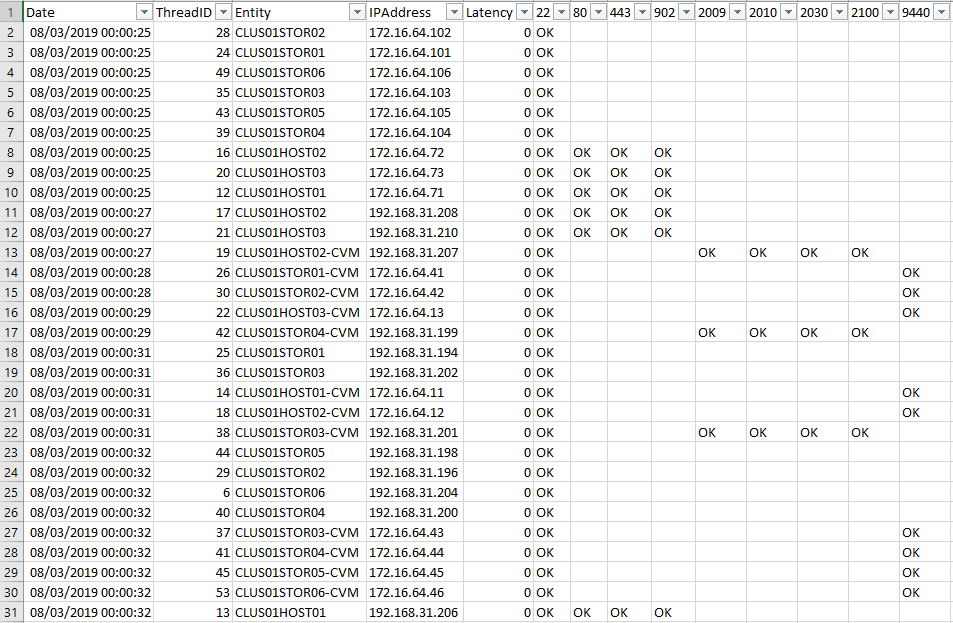 1 Date ThreadID Entity IPAddress Latency 22 80 443 902 2009 2010 2030 2100 9440
2 08/03/2019 00:00:25 28 CLUS01STOR02 172.16.64.102 0 OK
3 08/03/2019 00:00:25 24 CLUS01STOR01 172.16.64.101 0 OK
4 08/03/2019 00:00:25 49 CLUS01STOR06 172.16.64.106 0 OK
5 08/03/2019 00:00:25 35 CLUS01STOR03 172.16.64.103 0 OK
6 08/03/2019 00:00:25 43 CLUS01STOR05 172.16.64.105 0 OK
7 08/03/2019 00:00:25 39 CLUS01STOR04 172.16.64.104 0 OK
8 08/03/2019 00:00:25 16 CLUS01HOST02 172.16.64.72 0 OK OK OK OK
9 08/03/2019 00:00:25 20 CLUS01HOST03 172.16.64.73 0 OK OK OK OK
10 08/03/2019 00:00:25 12 CLUS01HOST01 172.16.64.71 0 OK OK OK OK
11 08/03/2019 00:00:27 17 CLUS01HOST02 192.168.31.208 0 OK OK OK OK
12 08/03/2019 00:00:27 21 CLUS01HOST03 192.168.31.210 0 OK OK OK OK
13 08/03/2019 00:00:27 19 CLUS01HOST02-CVM 192.168.31.207 0 OK OK OK OK OK
14 08/03/2019 00:00:28 26 CLUS01STOR01-CVM 172.16.64.41 0 OK OK
15 08/03/2019 00:00:28 30 CLUS01STOR02-CVM 172.16.64.42 0 OK OK
16 08/03/2019 00:00:29 22 CLUS01HOST03-CVM 172.16.64.13 0 OK OK
17 08/03/2019 00:00:29 42 CLUS01STOR04-CVM 192.168.31.199 0 OK OK OK OK OK
18 08/03/2019 00:00:31 25 CLUS01STOR01 192.168.31.194 0 OK
19 08/03/2019 00:00:31 36 CLUS01STOR03 192.168.31.202 0 OK
20 08/03/2019 00:00:31 14 CLUS01HOST01-CVM 172.16.64.11 0 OK OK
21 08/03/2019 00:00:31 18 CLUS01HOST02-CVM 172.16.64.12 0 OK OK
22 08/03/2019 00:00:31 38 CLUS01STOR03-CVM 192.168.31.201 0 OK OK OK OK OK
23 08/03/2019 00:00:32 44 CLUS01STOR05 192.168.31.198 0 OK
24 08/03/2019 00:00:32 29 CLUS01STOR02 192.168.31.196 0 OK
25 08/03/2019 00:00:32 6 CLUS01STOR06 192.168.31.204 0 OK
26 08/03/2019 00:00:32 40 CLUS01STOR04 192.168.31.200 0 OK
27 08/03/2019 00:00:32 37 CLUS01STOR03-CVM 172.16.64.43 0 OK OK
28 08/03/2019 00:00:32 41 CLUS01STOR04-CVM 172.16.64.44 0 OK OK
29 08/03/2019 00:00:32 45 CLUS01STOR05-CVM 172.16.64.45 0 OK OK
30 08/03/2019 00:00:32 53 CLUS01STOR06-CVM 172.16.64.46 0 OK OK
31 08/03/2019 00:00:32 13 CLUS01HOST01 192.168.31.206 0 OK OK OK OK